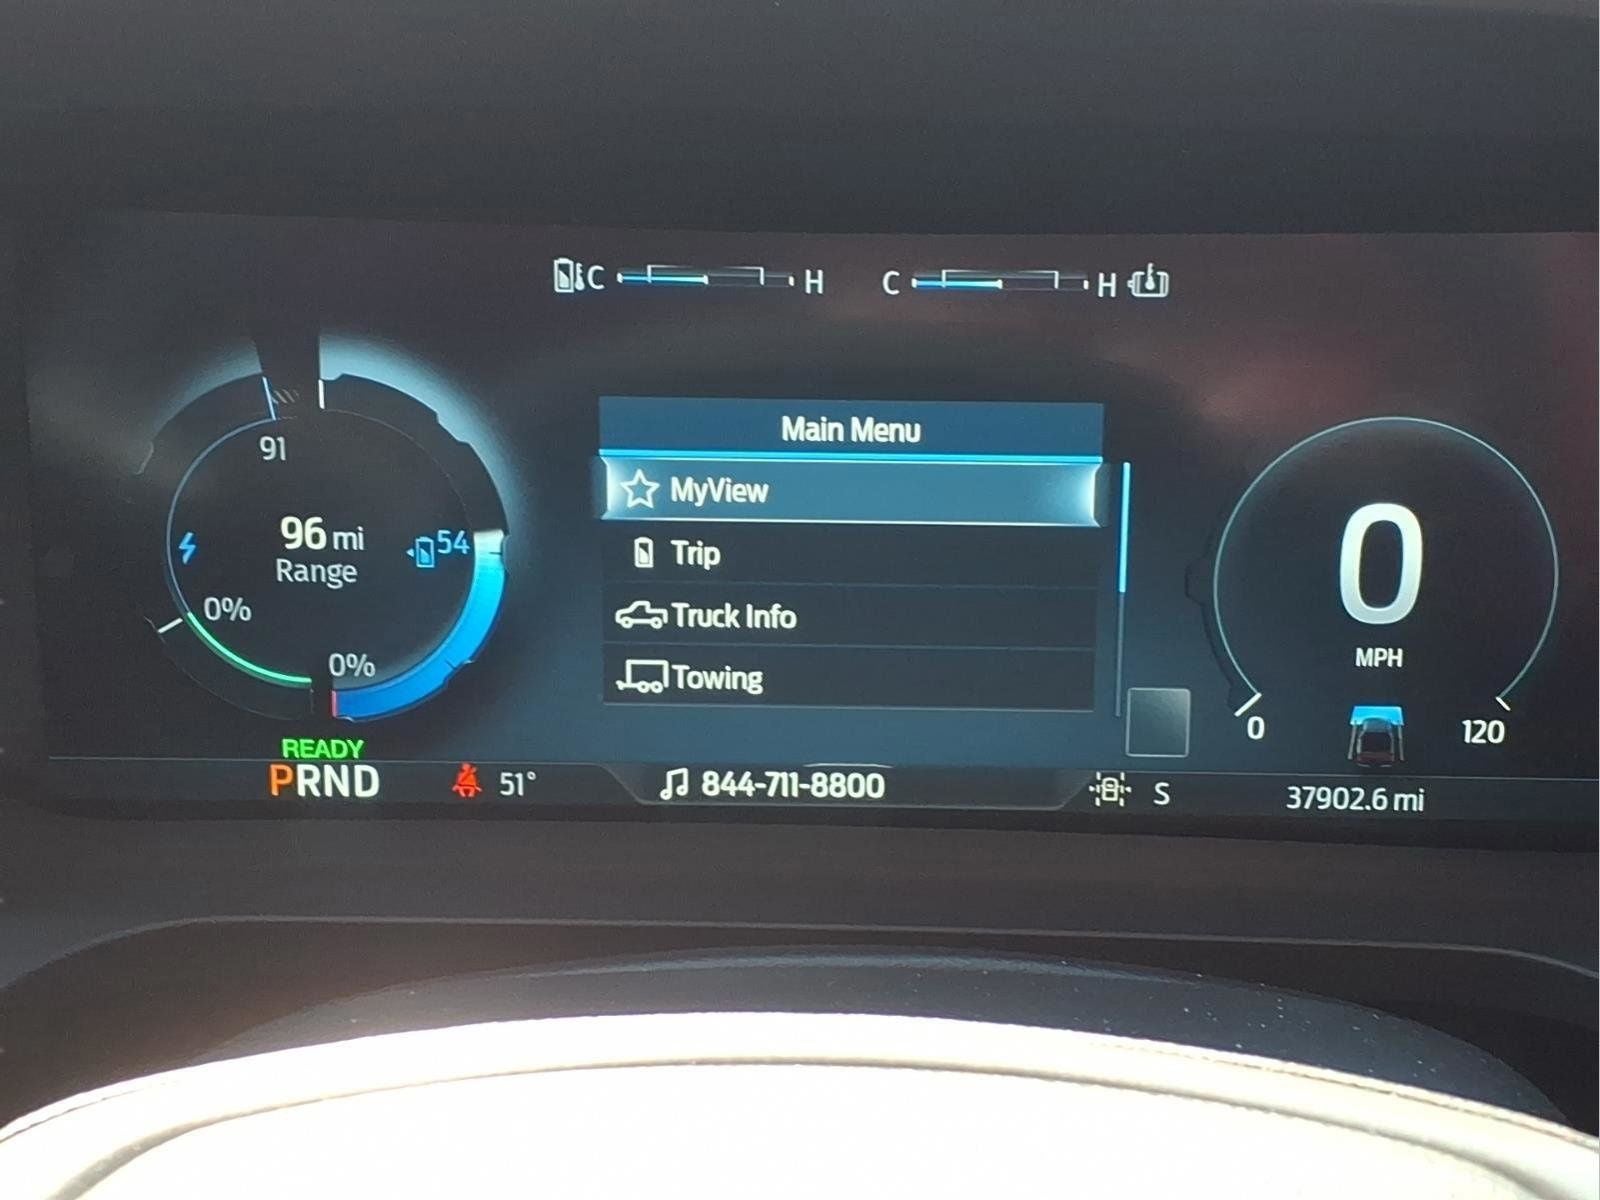 C H
C H
91
96 mi
Range
54
0%
0%
READY
PRND
51°
Main Menu
MyView
Trip
Truck Info
Towing
844-711-8800
0
MPH
0
120
S
37902.6 mi